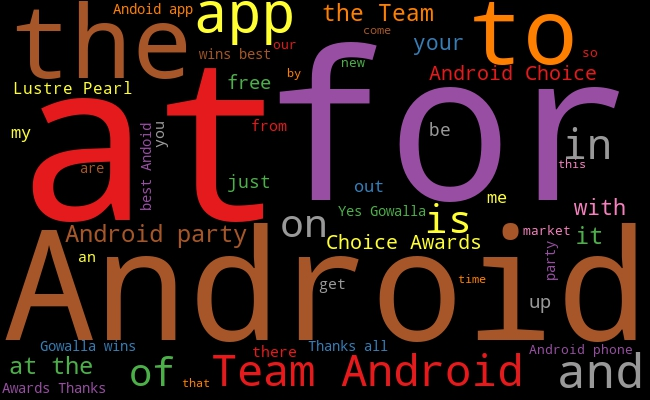 Andoid app
app
the Team
come
the
wins best
our
your
to
so
Lustre Pearl
free
by
new
Android Choice
at
for
my
you
from
be
in
this
are
best Andoid
just
out
me
with
Yes Gowalla
is
on
Android party
Choice Awards
market
it
an
Android
get
time
party
up
Gowalla wins
there
Thanks all
Android phone
at the
of
that
Team Android
and
Awards Thanks